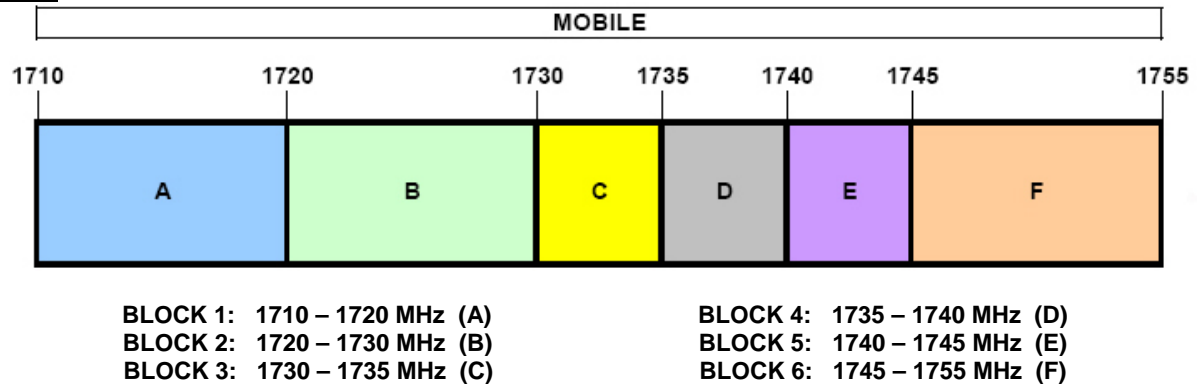 MOBILE
1710 1720 1730 1735 1740 1745 1755
A B C D E F
BLOCK 1: 1710 – 1720 MHz (A) BLOCK 4: 1735 – 1740 MHz (D)
BLOCK 2: 1720 – 1730 MHz (B) BLOCK 5: 1740 – 1745 MHz (E)
BLOCK 3: 1730 – 1735 MHz (C) BLOCK 6: 1745 – 1755 MHz (F)